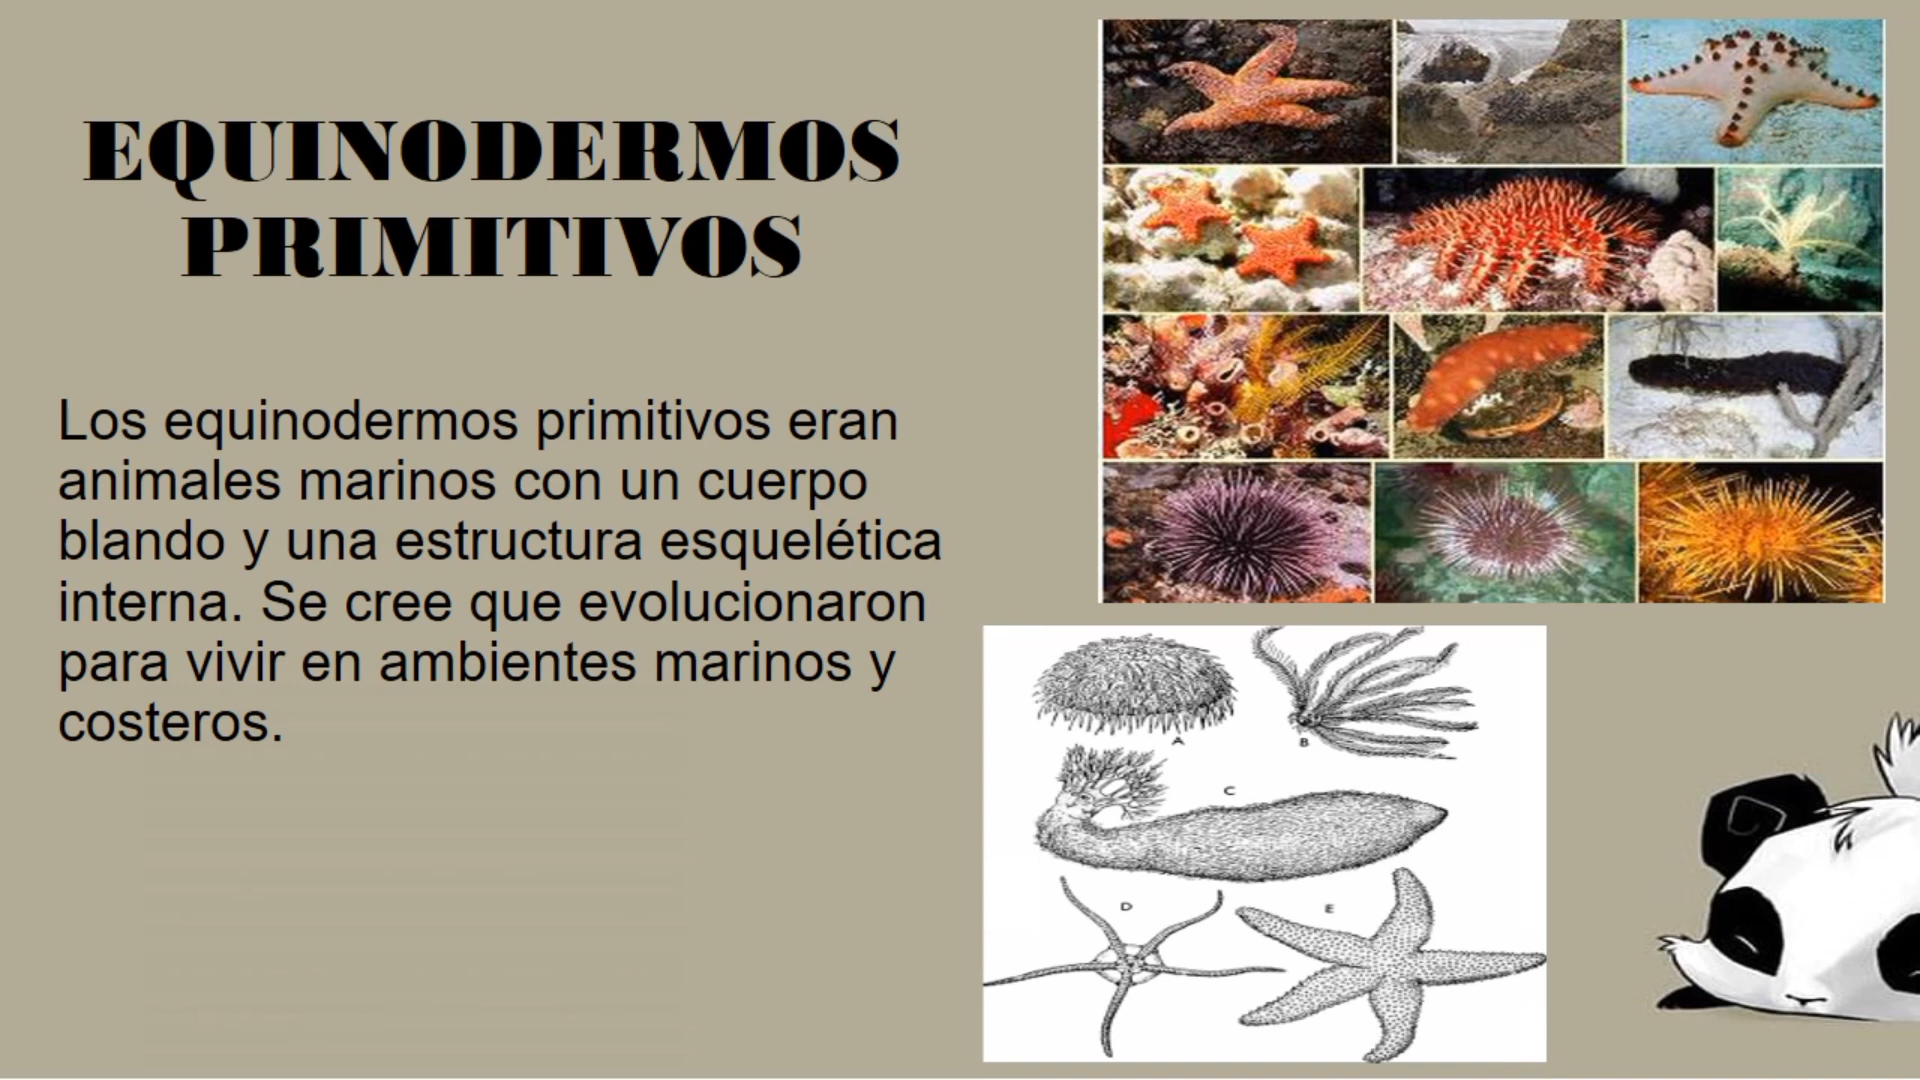 EQUINODERMOS
PRIMITIVOS
Los equinodermos primitivos eran
animales marinos con un cuerpo
blando y una estructura esquelética
interna. Se cree que evolucionaron
para vivir en ambientes marinos y
costeros.
A
B
C
D
E